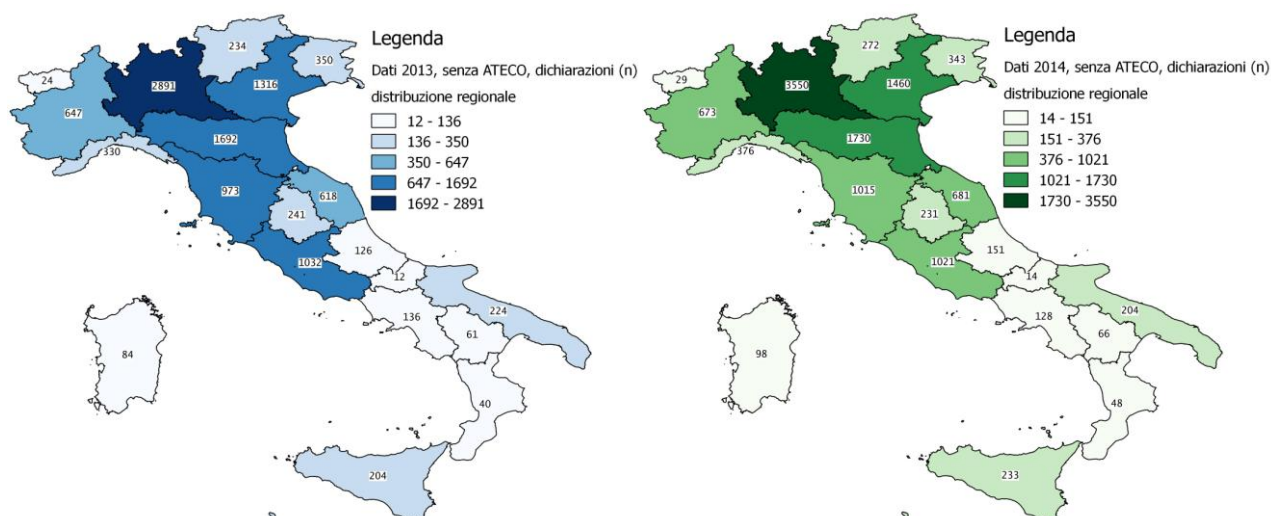 Legenda
Dati 2013, senza ATECO, dichiarazioni (n)
distribuzione regionale
12 - 136
136 - 350
350 - 647
647 - 1692
1692 - 2891
234
350
24
2891
1316
647
1692
330
973
618
241
126
1032
12
136
224
61
84
40
204
Legenda
Dati 2014, senza ATECO, dichiarazioni (n)
distribuzione regionale
14 - 151
151 - 376
376 - 1021
1021 - 1730
1730 - 3550
272
343
29
3550
1460
673
1730
376
1015
681
231
151
1021
14
128
204
66
98
48
233